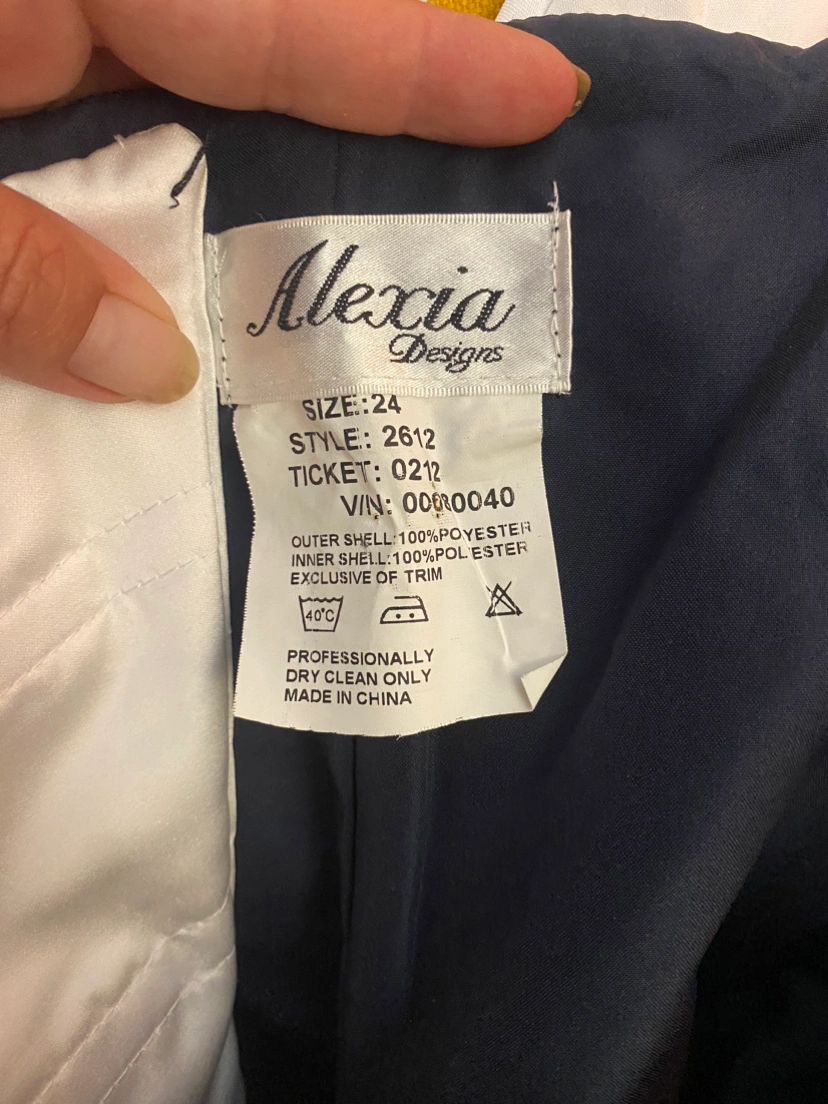 Alexia
Designs
SIZE:24
STYLE: 2612
TICKET: 0212
V/N: 00080040
OUTER SHELL:100%POYESTER
INNER SHELL:100%POLYESTER
EXCLUSIVE OF TRIM
40°C
PROFESSIONALLY
DRY CLEAN ONLY
MADE IN CHINA